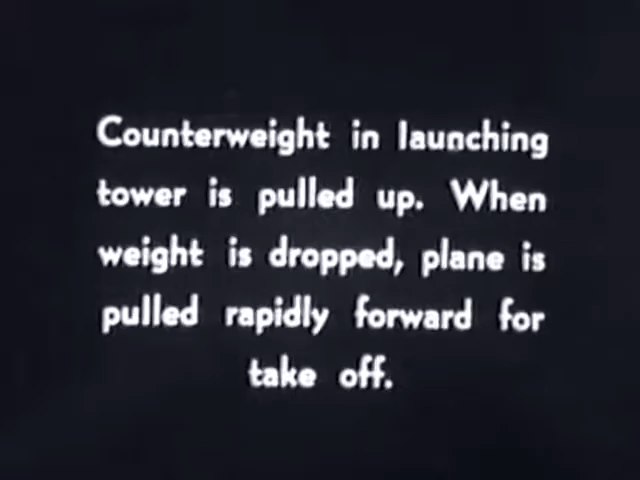 Counterweight in launching
tower is pulled up. When
weight is dropped, plane is
pulled rapidly forward for
take off.